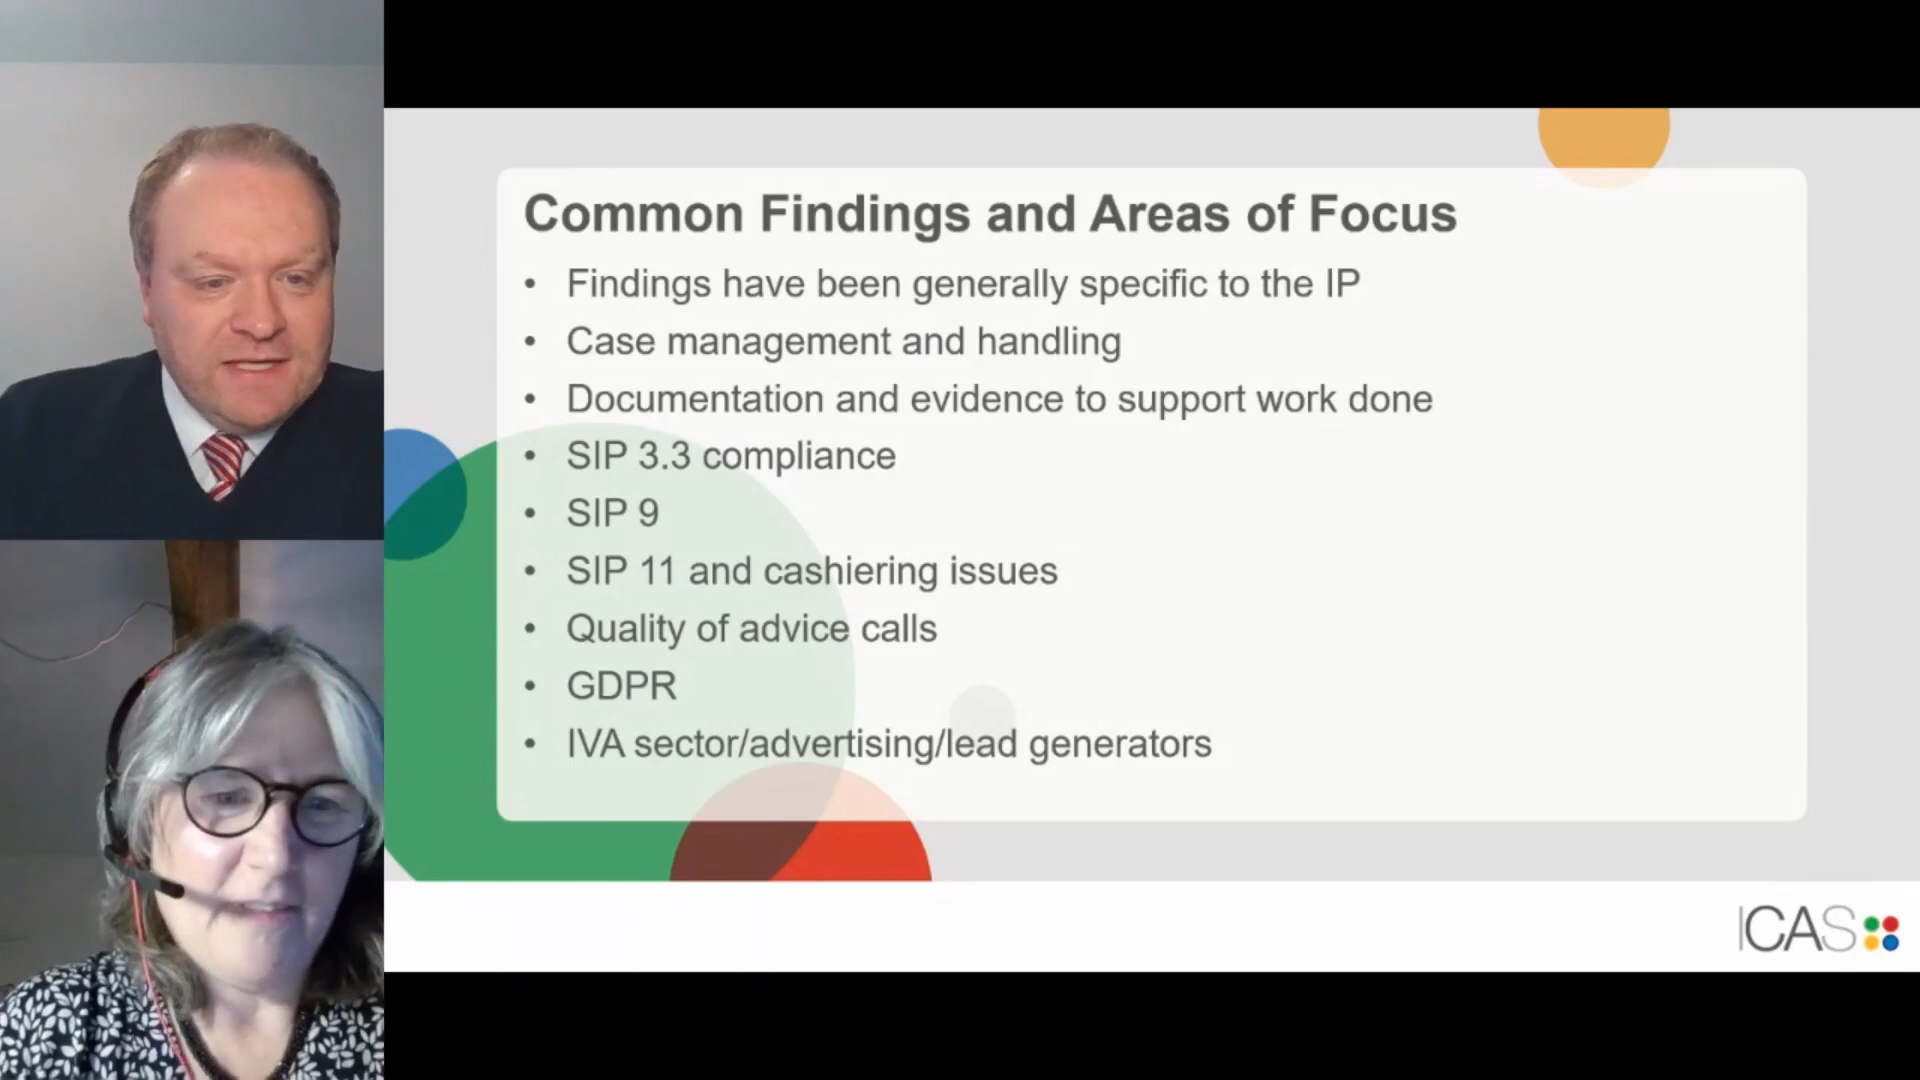 Common Findings and Areas of Focus
• Findings have been generally specific to the IP
• Case management and handling
• Documentation and evidence to support work done
• SIP 3.3 compliance
• SIP 9
• SIP 11 and cashiering issues
• Quality of advice calls
• GDPR
• IVA sector/advertising/lead generators
ICAS